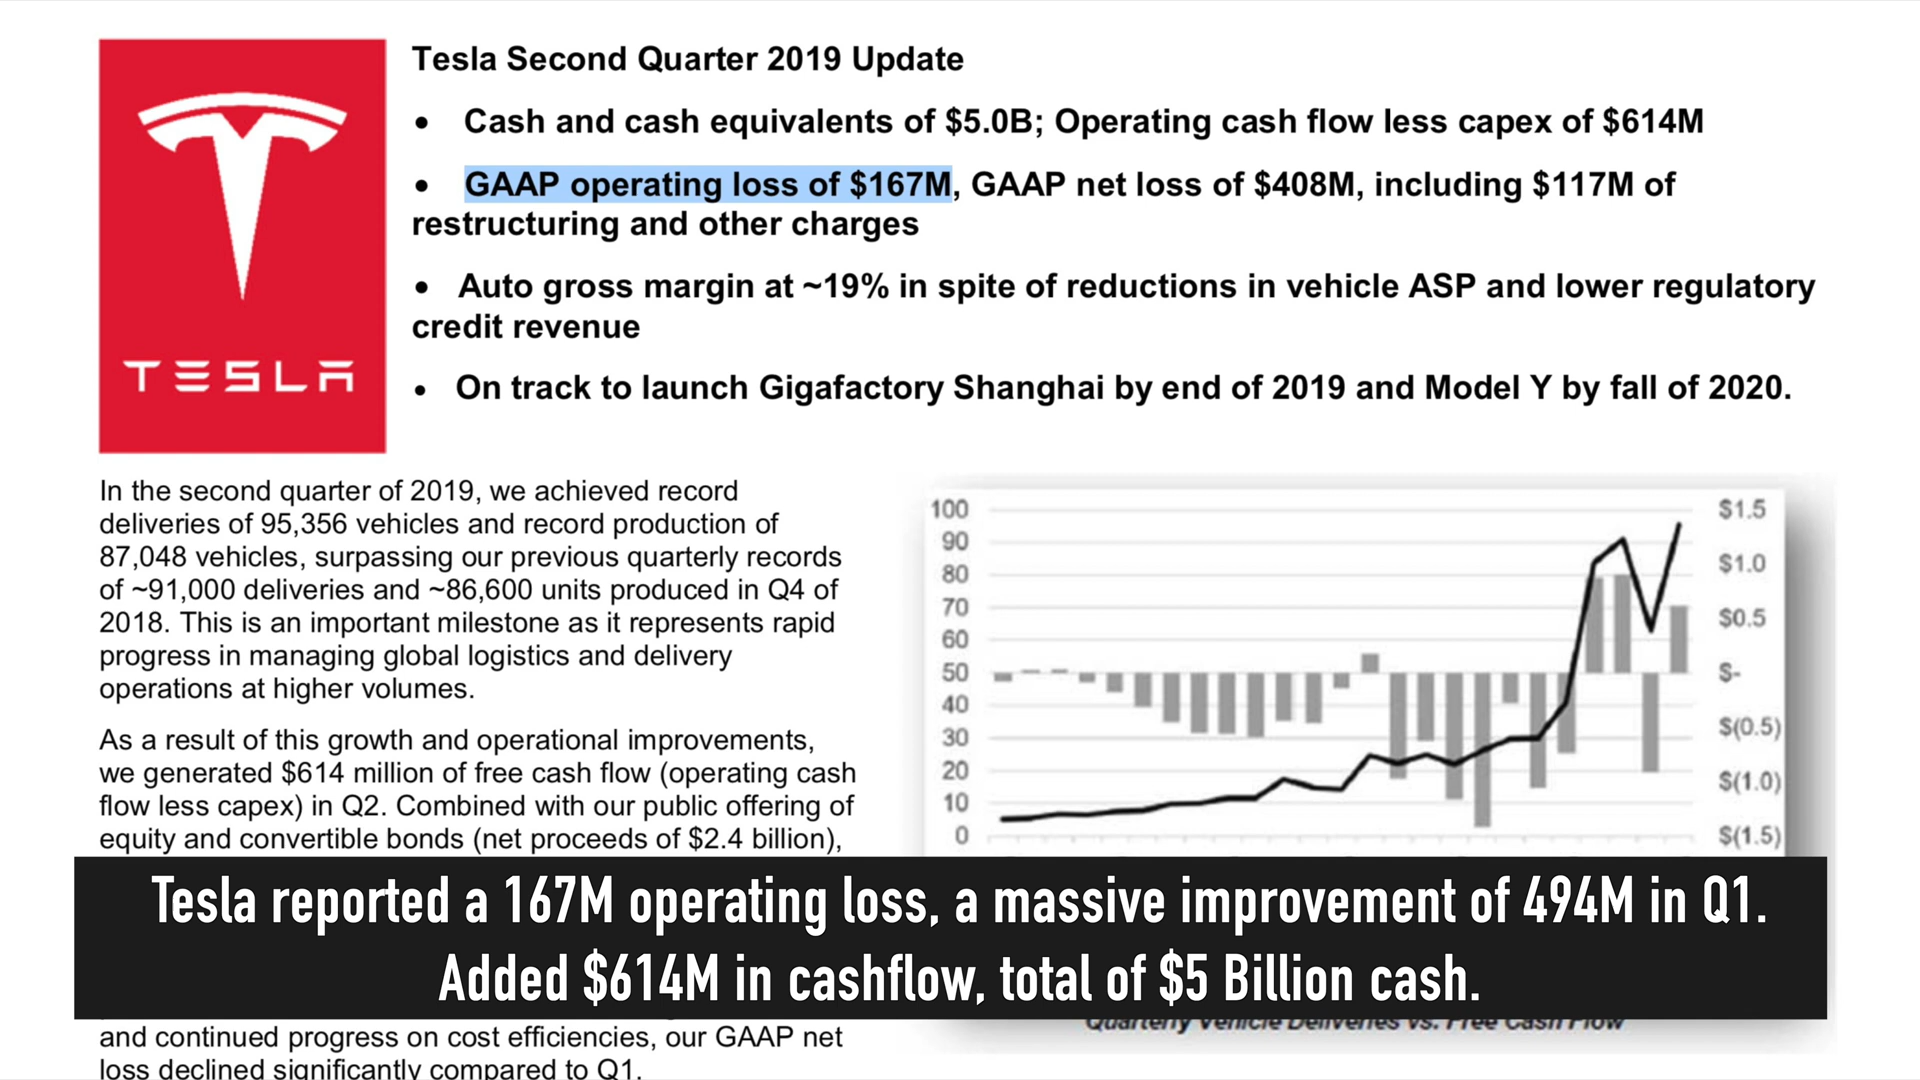 Tesla Second Quarter 2019 Update
• Cash and cash equivalents of $5.0B; Operating cash flow less capex of $614M
• GAAP operating loss of $167M, GAAP net loss of $408M, including $117M of
restructuring and other charges
• Auto gross margin at ~19% in spite of reductions in vehicle ASP and lower regulatory
credit revenue
• On track to launch Gigafactory Shanghai by end of 2019 and Model Y by fall of 2020.
TESLA
In the second quarter of 2019, we achieved record
deliveries of 95,356 vehicles and record production of
87,048 vehicles, surpassing our previous quarterly records
of ~91,000 deliveries and ~86,600 units produced in Q4 of
2018. This is an important milestone as it represents rapid
progress in managing global logistics and delivery
operations at higher volumes.
As a result of this growth and operational improvements,
we generated $614 million of free cash flow (operating cash
flow less capex) in Q2. Combined with our public offering of
equity and convertible bonds (net proceeds of $2.4 billion),
100
90
80
70
60
50
40
30
20
10
0
$1.5
$1.0
$0.5
$-
$(0.5)
$(1.0)
$(1.5)
Tesla reported a 167M operating loss, a massive improvement of 494M in Q1.
Added $614M in cashflow, total of $5 Billion cash.
Quarterly Vehicle Deliveries vs. Free Cash Flow
and continued progress on cost efficiencies, our GAAP net
loss declined significantly compared to Q1.